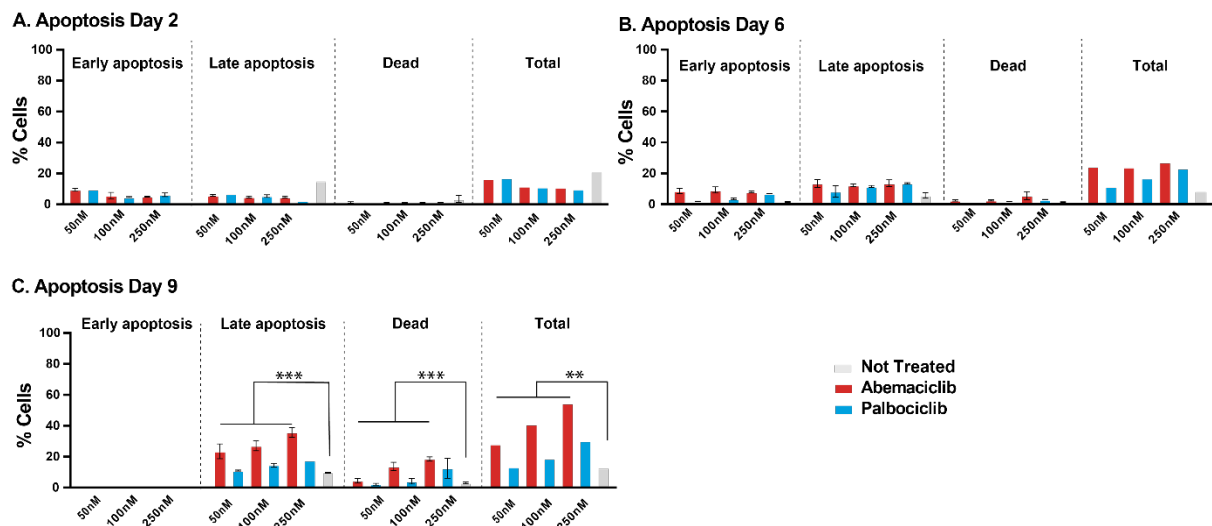 A. Apoptosis Day 2
100
80
60
40
20
0
% Cells
Early apoptosis
Late apoptosis
Dead
Total
50nM
100nM
250nM
50nM
100nM
250nM
50nM
100nM
250nM
50nM
100nM
250nM
B. Apoptosis Day 6
100
80
60
40
20
0
% Cells
Early apoptosis
Late apoptosis
Dead
Total
50nM
100nM
250nM
50nM
100nM
250nM
50nM
100nM
250nM
50nM
100nM
250nM
C. Apoptosis Day 9
100
80
60
40
20
0
% Cells
Early apoptosis
Late apoptosis
Dead
Total
***
***
**
50nM
100nM
250nM
50nM
100nM
250nM
50nM
100nM
250nM
50nM
100nM
250nM
Not Treated
Abemaciclib
Palbociclib